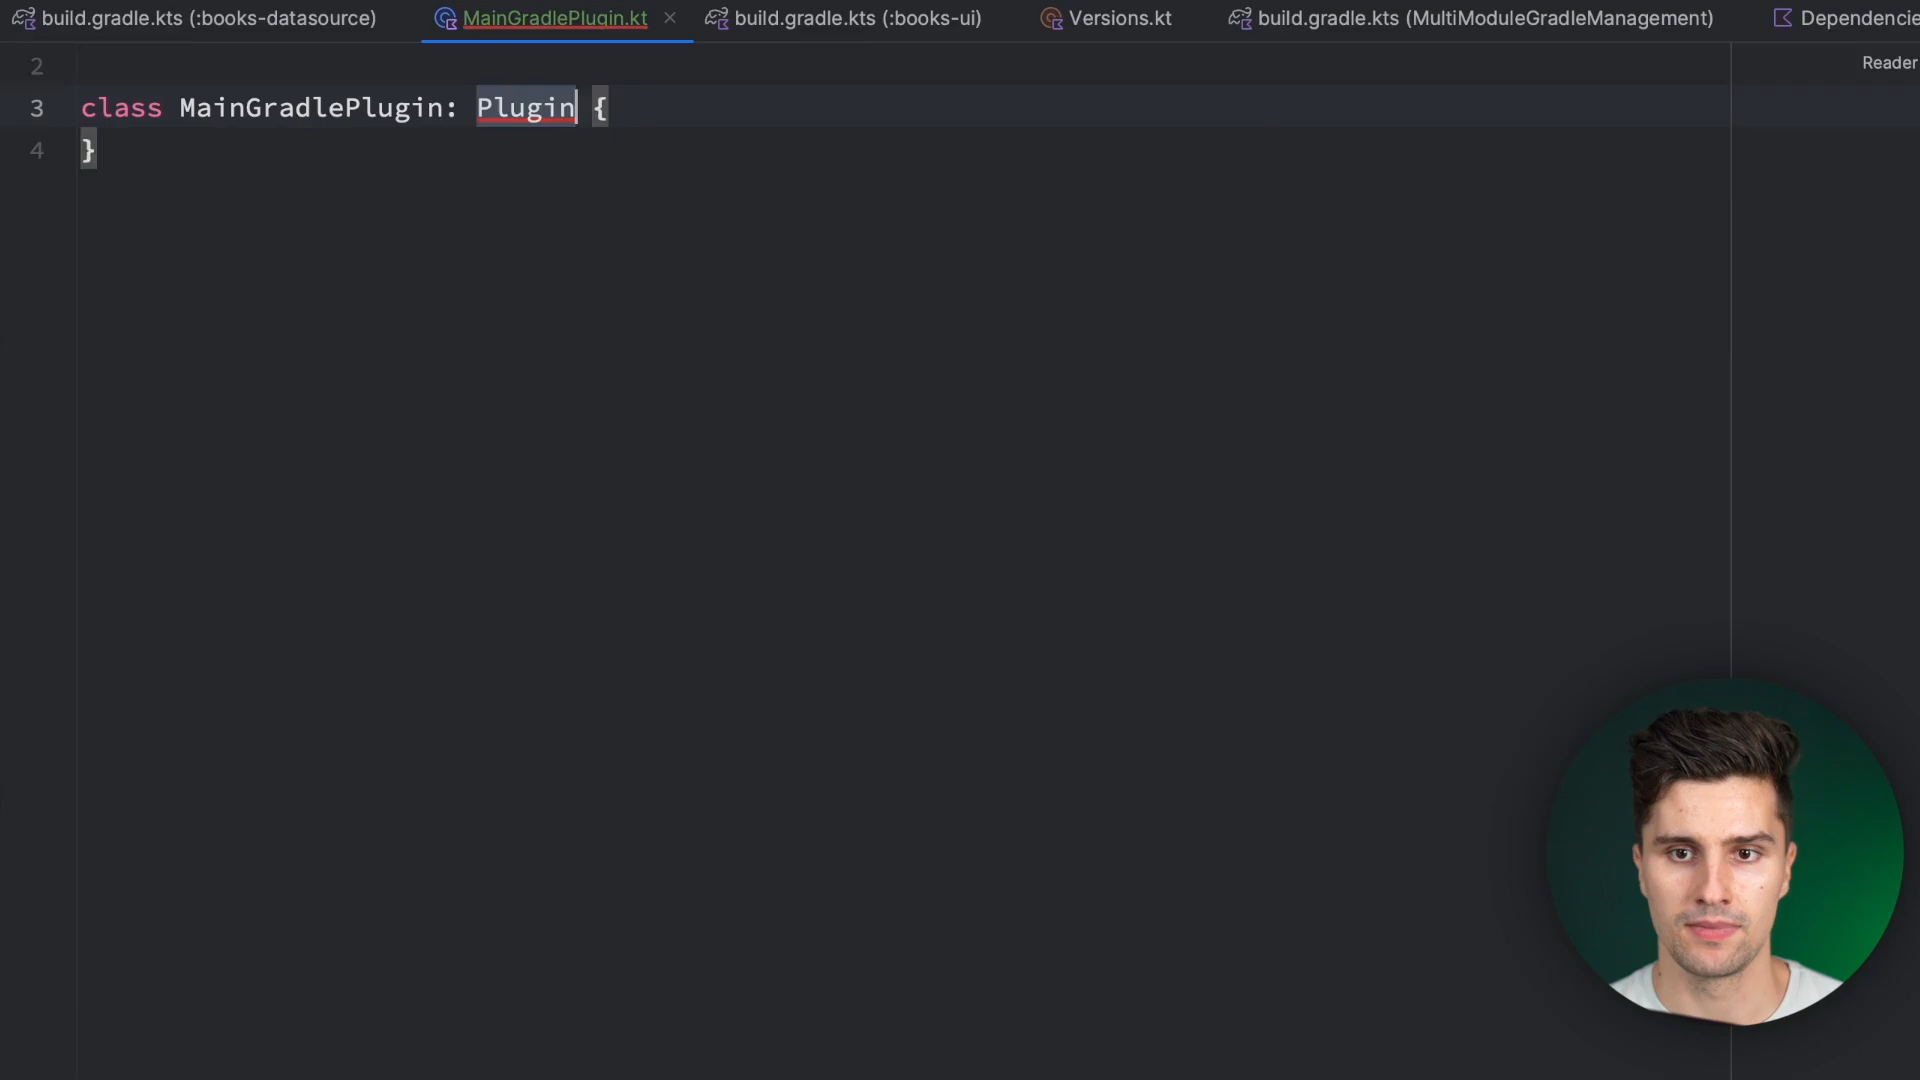 build.gradle.kts (:books-datasource) MainGradlePlugin.kt build.gradle.kts (:books-ui) Versions.kt build.gradle.kts (MultiModuleGradleManagement) Dependencie
Reader
2
3 class MainGradlePlugin: Plugin {
4 }